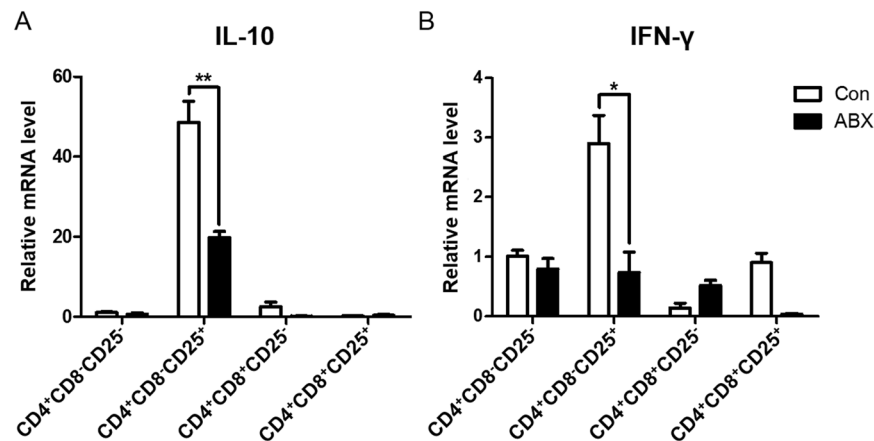 A
IL-10
Relative mRNA level
60
40
20
0
**
CD4⁺CD8⁻CD25⁻
CD4⁺CD8⁻CD25⁺
CD4⁺CD8⁺CD25⁻
CD4⁺CD8⁺CD25⁺
B
IFN-γ
Relative mRNA level
4
3
2
1
0
*
CD4⁺CD8⁻CD25⁻
CD4⁺CD8⁻CD25⁺
CD4⁺CD8⁺CD25⁻
CD4⁺CD8⁺CD25⁺
Con
ABX